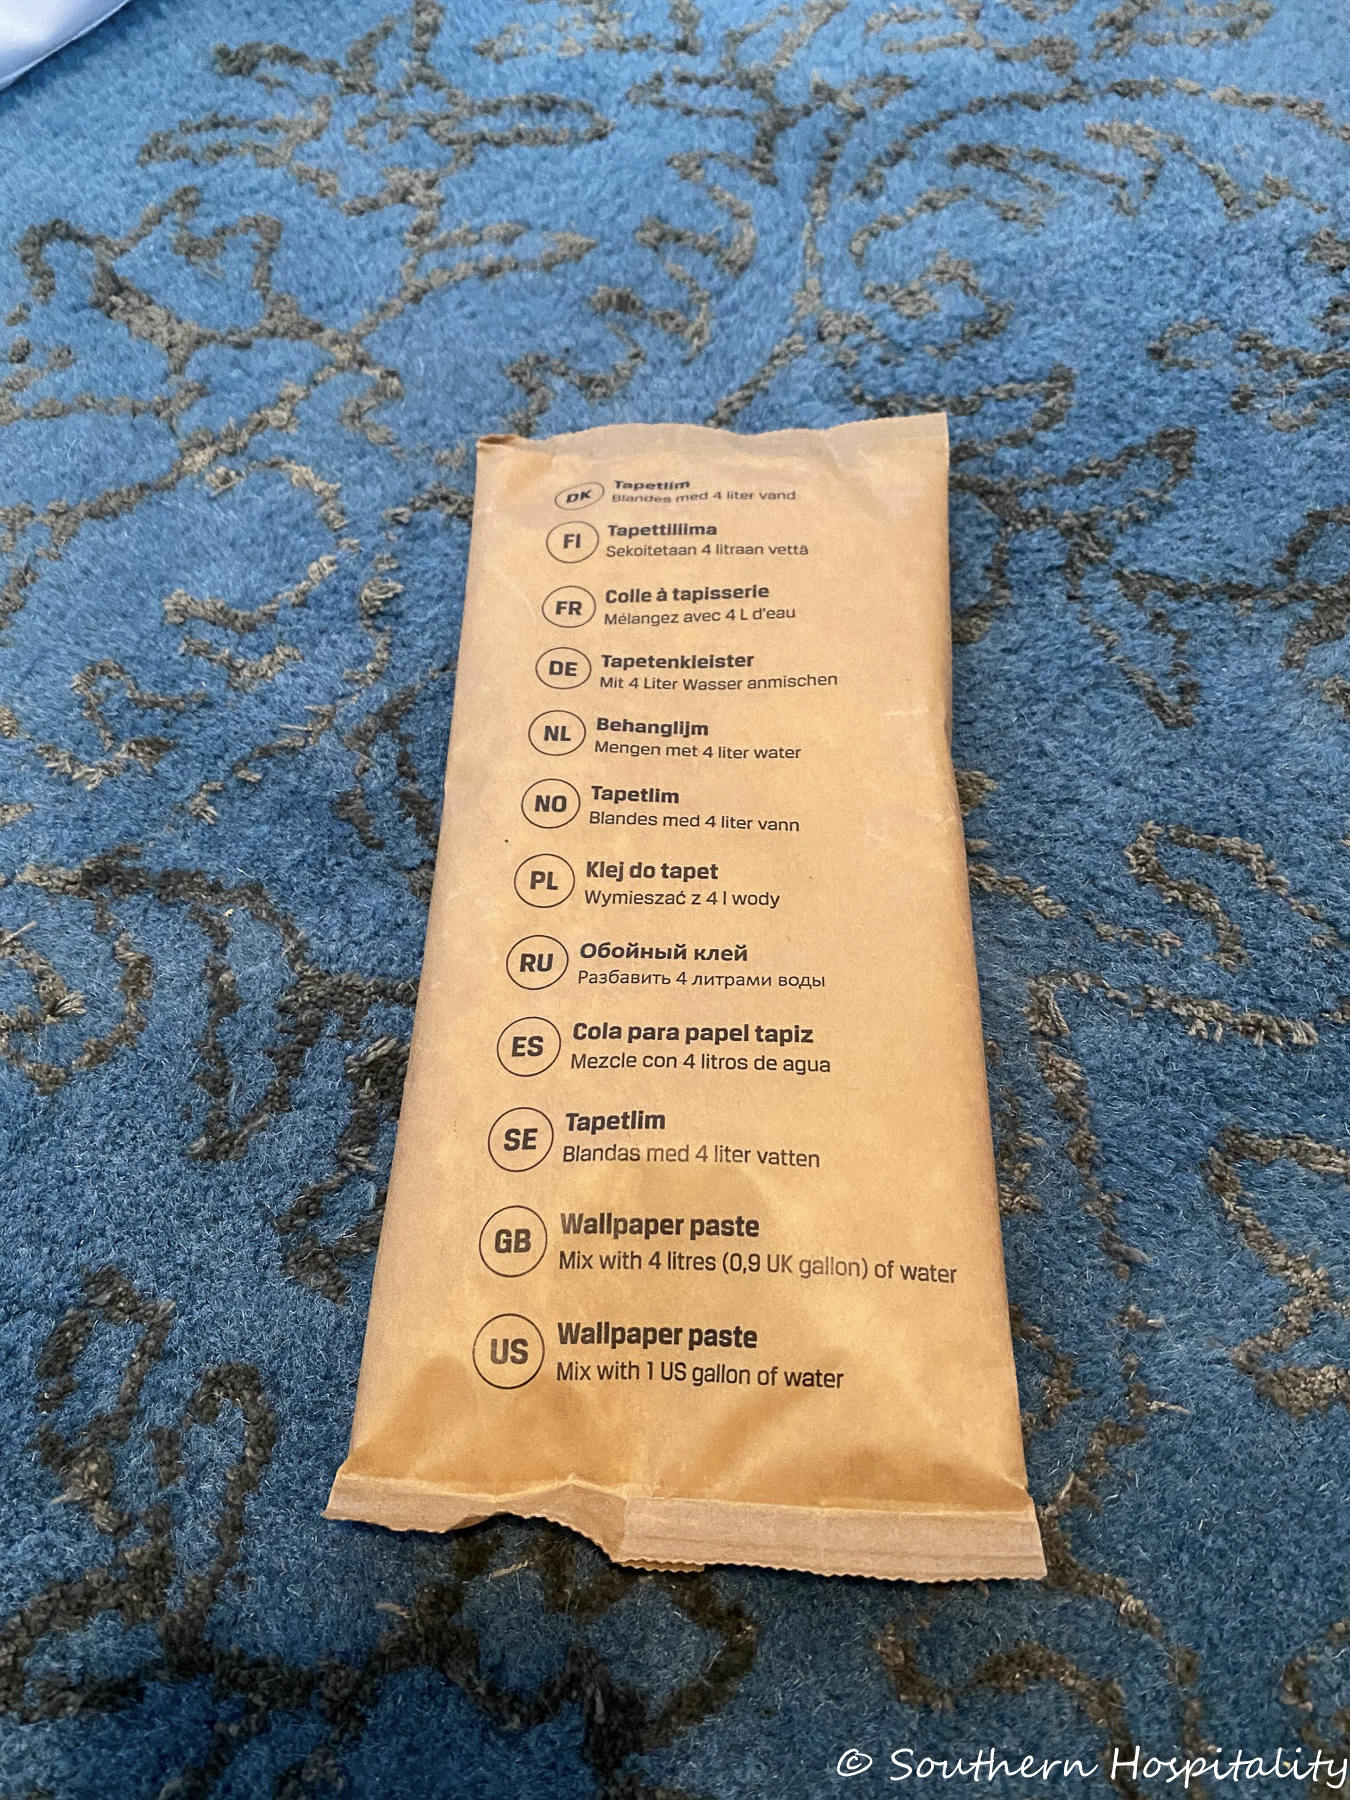 DK Tapetlim
Blandes med 4 liter vand
FI Tapettiliima
Sekoitetaan 4 litraan vettä
FR Colle à tapisserie
Mélangez avec 4 L d'eau
DE Tapetenkleister
Mit 4 Liter Wasser anmischen
NL Behanglijm
Mengen met 4 liter water
NO Tapetlim
Blandes med 4 liter vann
PL Klej do tapet
Wymieszać z 4 l wody
RU Обойный клей
Разбавить 4 литрами воды
ES Cola para papel tapiz
Mezcle con 4 litros de agua
SE Tapetlim
Blandas med 4 liter vatten
GB Wallpaper paste
Mix with 4 litres (0,9 UK gallon) of water
US Wallpaper paste
Mix with 1 US gallon of water
© Southern Hospitality